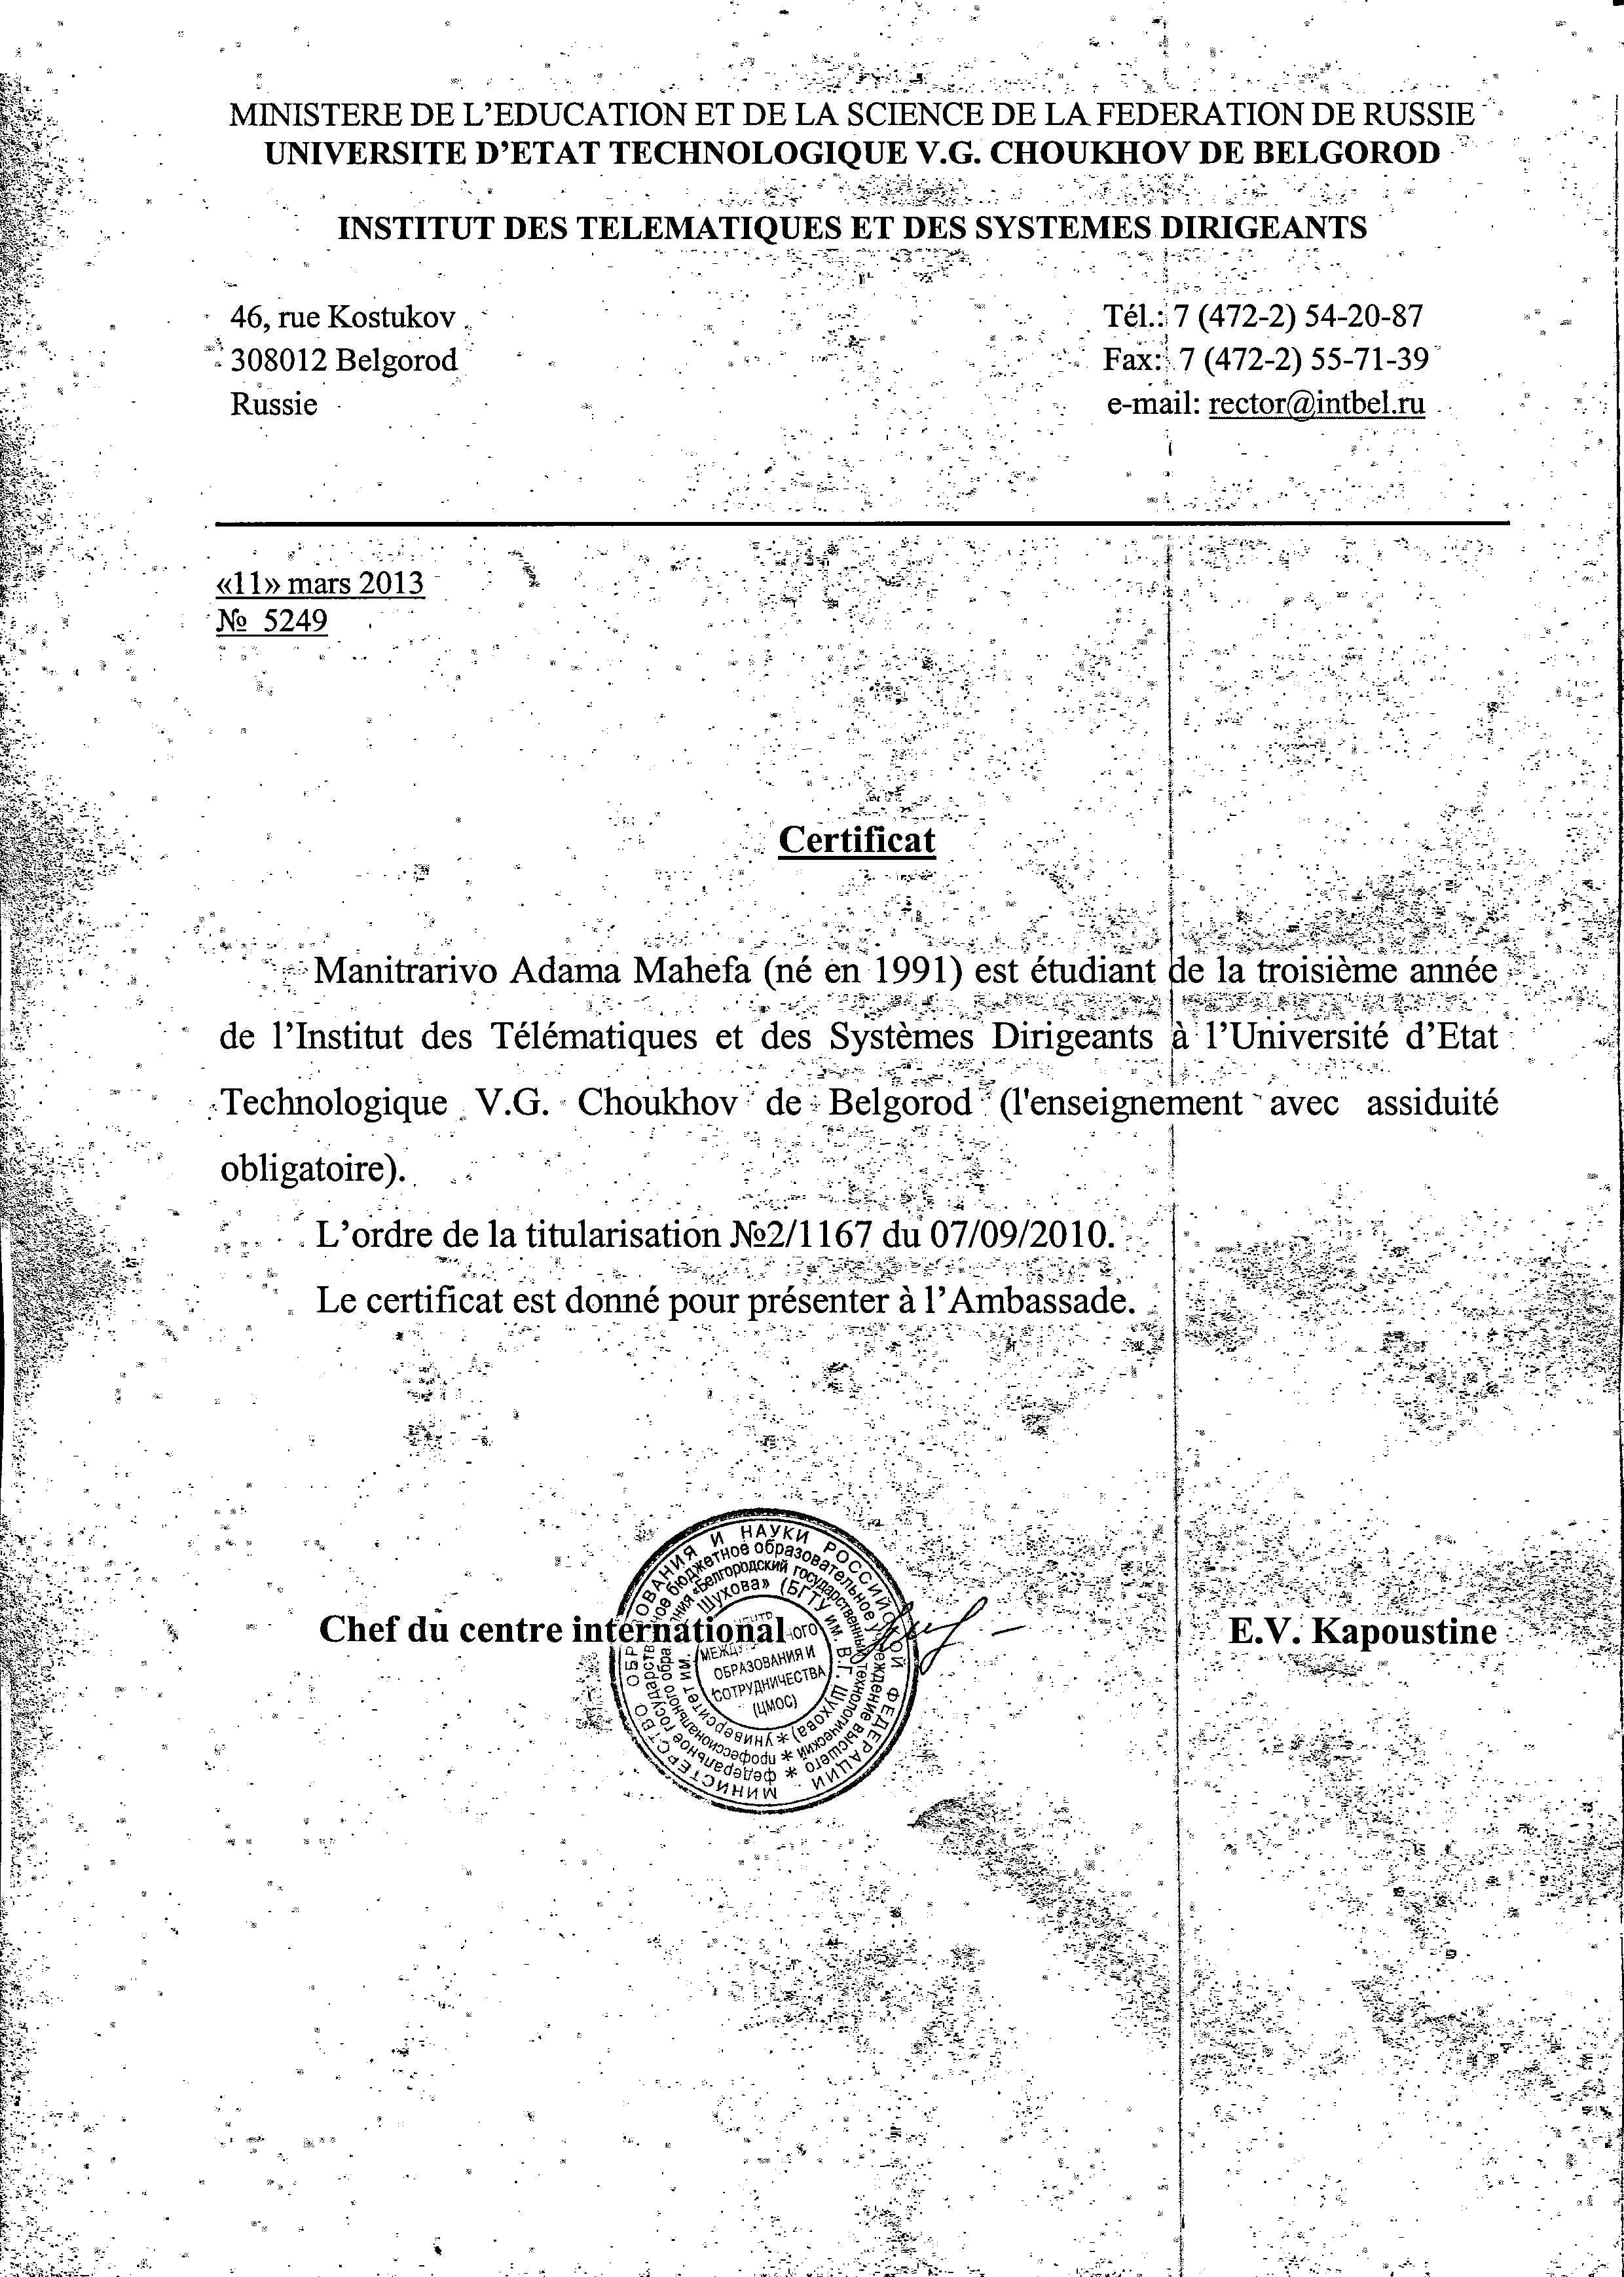 MINISTERE DE L'EDUCATION ET DE LA SCIENCE DE LA FEDERATION DE RUSSIE
UNIVERSITE D'ETAT TECHNOLOGIQUE V.G. CHOUKHOV DE BELGOROD
INSTITUT DES TELEMATIQUES ET DES SYSTEMES DIRIGEANTS
46, rue Kostukov
308012 Belgorod
Russie
Tél.: 7 (472-2) 54-20-87
Fax: 7 (472-2) 55-71-39
e-mail: rector@intbel.ru
«11» mars 2013
№ 5249
Certificat
Manitrarivo Adama Mahefa (né en 1991) est étudiant de la troisième année
de l'Institut des Télématiques et des Systèmes Dirigeants à l'Université d'Etat
Technologique V.G. Choukhov de Belgorod (l'enseignement avec assiduité
obligatoire).
L'ordre de la titularisation №2/1167 du 07/09/2010.
Le certificat est donné pour présenter à l'Ambassade.
Chef du centre international
E.V. Kapoustine
МИНИСТЕРСТВО ОБРАЗОВАНИЯ И НАУКИ РОССИЙСКОЙ ФЕДЕРАЦИИ
бюджетное образовательное учреждение высшего
профессионального
«Белгородский государственный технологический
университет им. Шухова» (БГТУ им. В.Г. Шухова)
ОБРАЗОВАНИЯ И
СОТРУДНИЧЕСТВА
(ЦМОС)